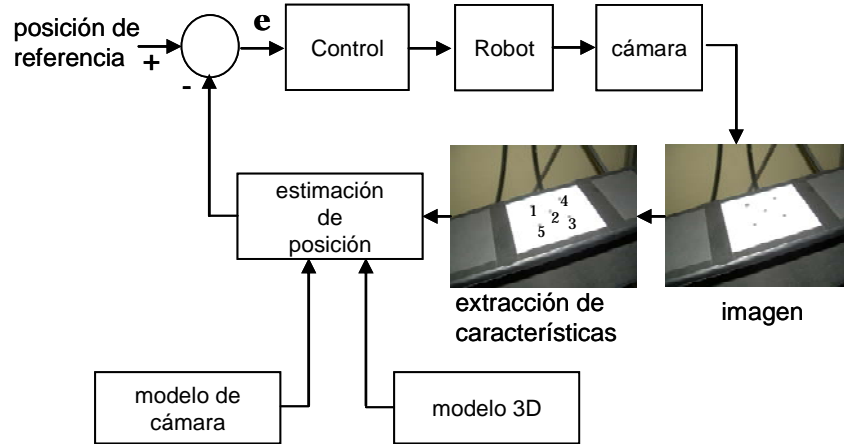 posición de
referencia
+
-
e
Control
Robot
cámara
estimación
de
posición
1
4
2
3
5
extracción de
características
imagen
modelo de
cámara
modelo 3D